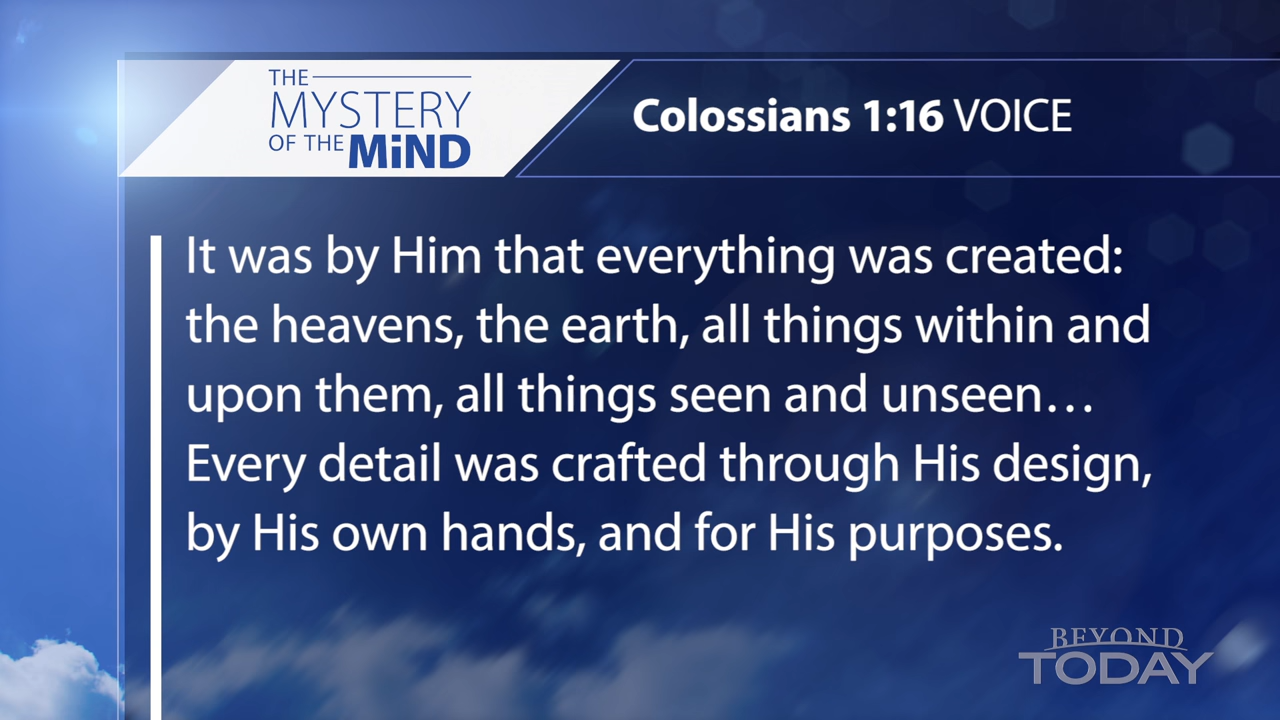 THE
MYSTERY
OF THE MiND
Colossians 1:16 VOICE
It was by Him that everything was created:
the heavens, the earth, all things within and
upon them, all things seen and unseen…
Every detail was crafted through His design,
by His own hands, and for His purposes.
BEYOND
TODAY